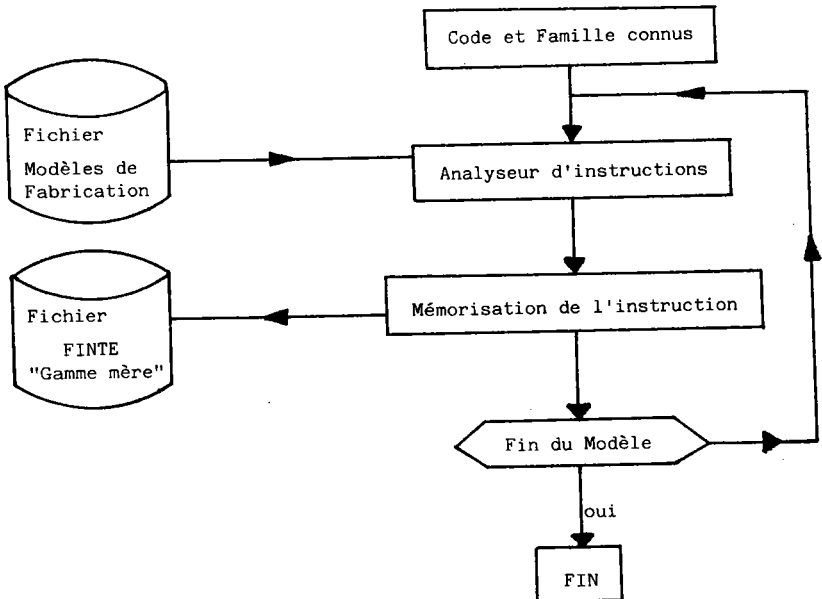 Code et Famille connus
Fichier
Modèles de
Fabrication
Analyseur d'instructions
Mémorisation de l'instruction
Fichier
FINTE
"Gamme mère"
Fin du Modèle
oui
FIN